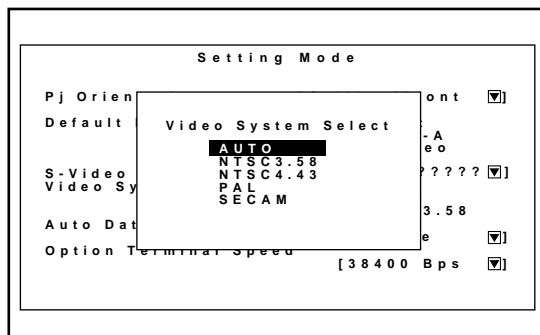 Setting Mode
Pj Orien ont ▼]
Default
-A
Video System Select
eo
AUTO
NTSC3.58
S-Video ????? ▼]
NTSC4.43
Video Sy
PAL
SECAM
3.58
Auto Dat
e ▼]
Option Terminal Speed
[38400 Bps ▼]